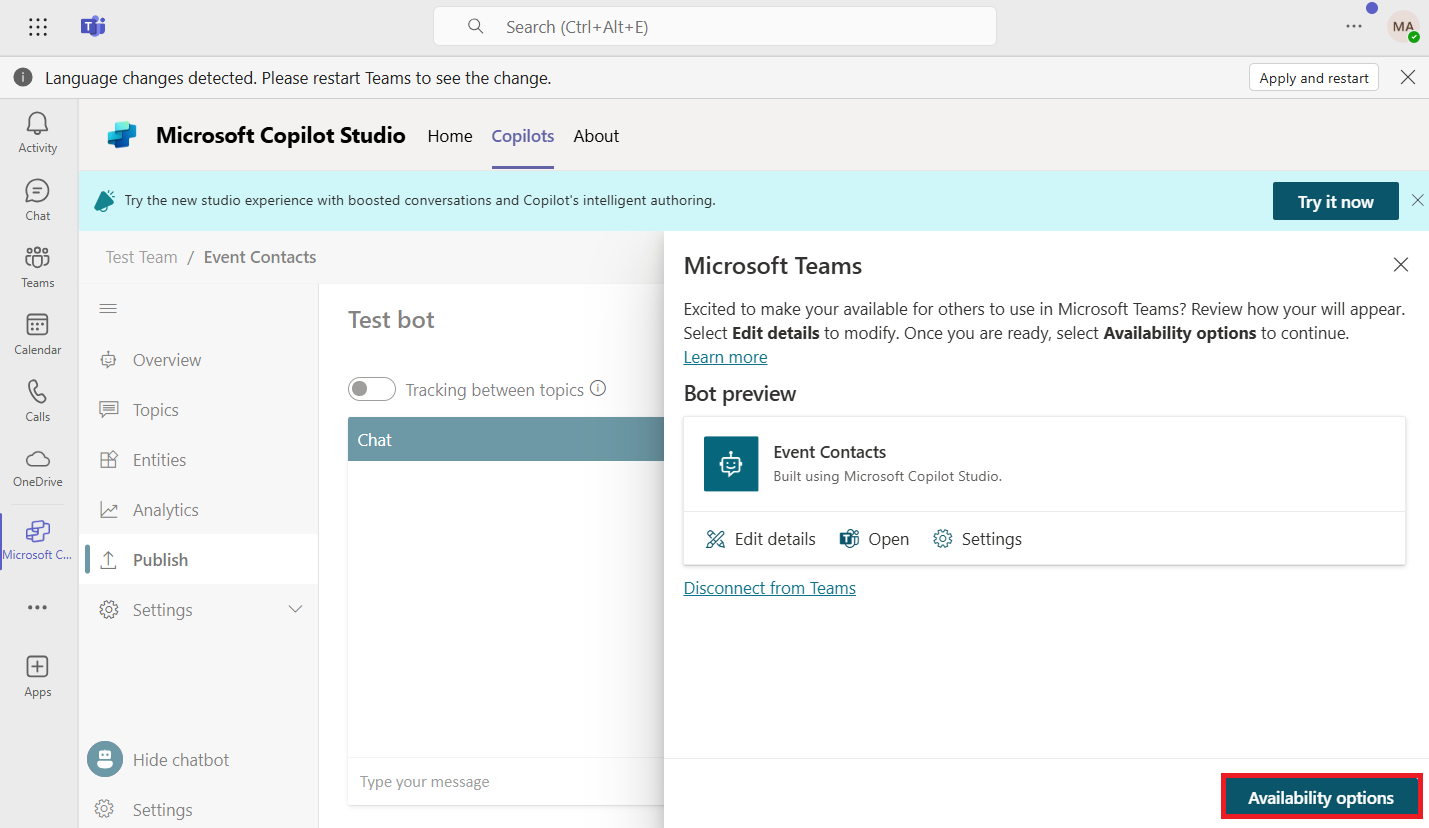 Search (Ctrl+Alt+E)
MA
Language changes detected. Please restart Teams to see the change.
Apply and restart
Activity
Chat
Teams
Calendar
Calls
OneDrive
Microsoft C...
Apps
Microsoft Copilot Studio
Home
Copilots
About
Try the new studio experience with boosted conversations and Copilot's intelligent authoring.
Try it now
Test Team / Event Contacts
Overview
Topics
Entities
Analytics
Publish
Settings
Hide chatbot
Settings
Test bot
Tracking between topics
Chat
Type your message
Microsoft Teams
Excited to make your available for others to use in Microsoft Teams? Review how your will appear.
Select Edit details to modify. Once you are ready, select Availability options to continue.
Learn more
Bot preview
Event Contacts
Built using Microsoft Copilot Studio.
Edit details
Open
Settings
Disconnect from Teams
Availability options